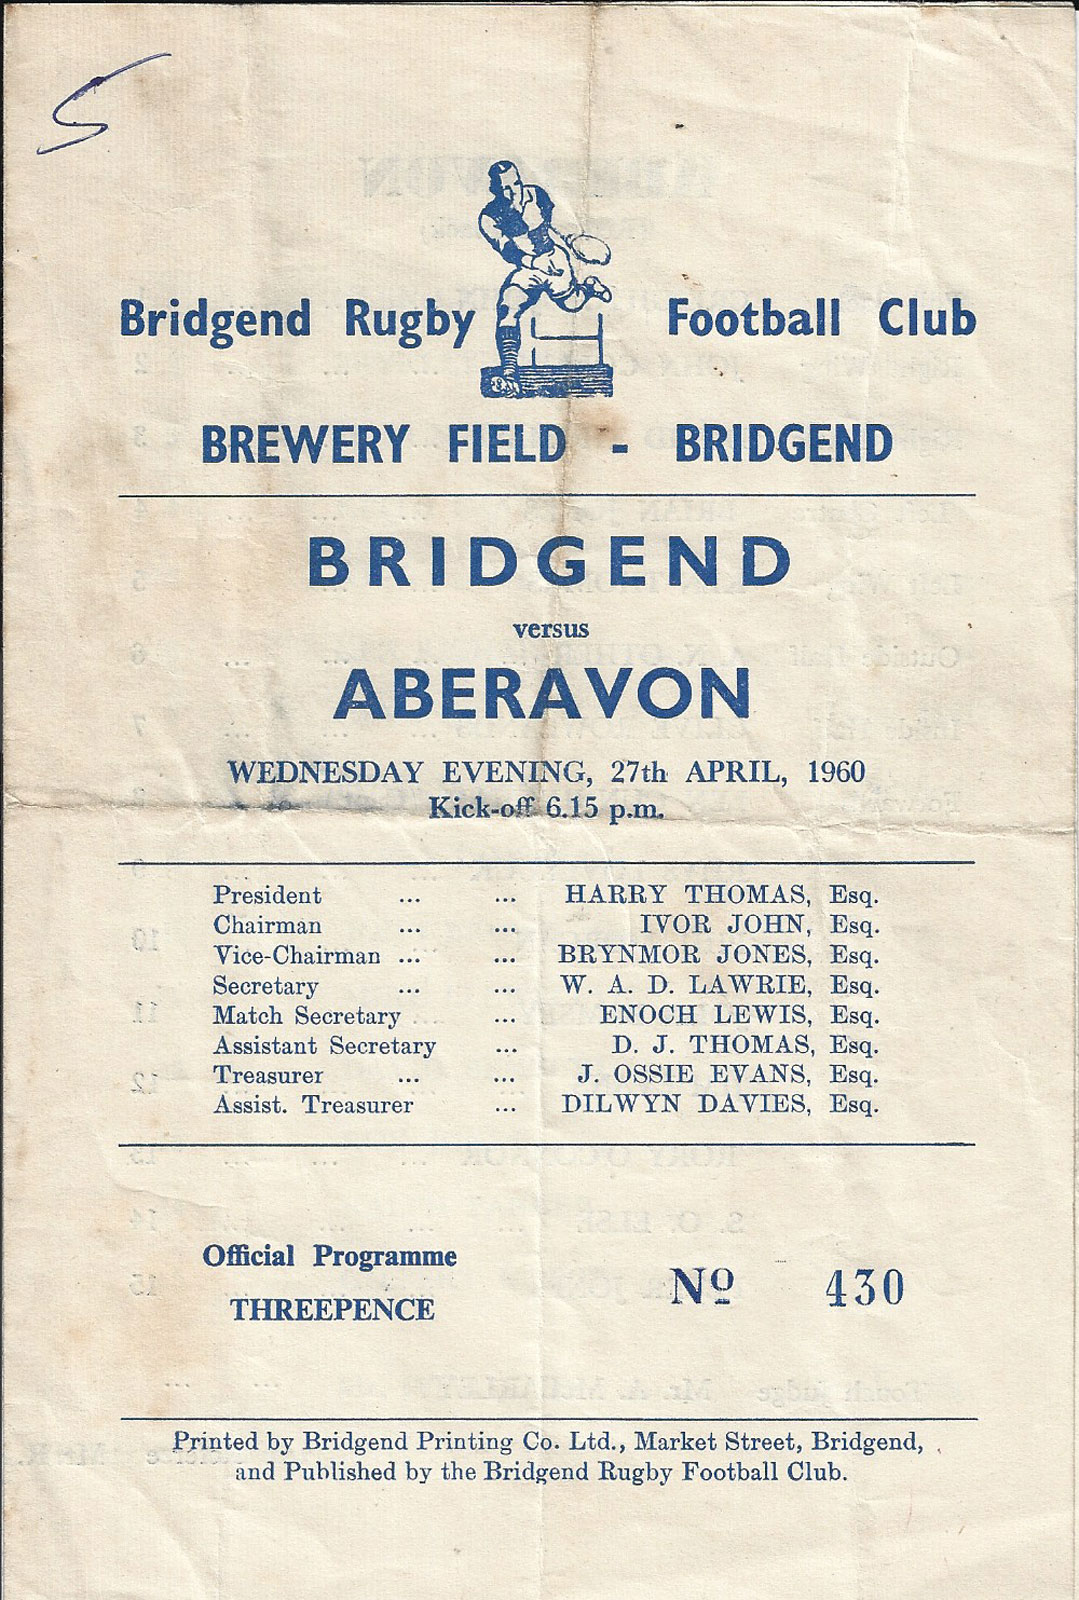 S
Bridgend Rugby Football Club
BREWERY FIELD - BRIDGEND
BRIDGEND
versus
ABERAVON
WEDNESDAY EVENING, 27th APRIL, 1960
Kick-off 6.15 p.m.
President ... ... HARRY THOMAS, Esq.
Chairman ... ... IVOR JOHN, Esq.
Vice-Chairman ... ... BRYNMOR JONES, Esq.
Secretary ... ... W. A. D. LAWRIE, Esq.
Match Secretary ... ... ENOCH LEWIS, Esq.
Assistant Secretary ... D. J. THOMAS, Esq.
Treasurer ... ... J. OSSIE EVANS, Esq.
Assist. Treasurer ... DILWYN DAVIES, Esq.
Official Programme
THREEPENCE
Nº 430
Printed by Bridgend Printing Co. Ltd., Market Street, Bridgend,
and Published by the Bridgend Rugby Football Club.